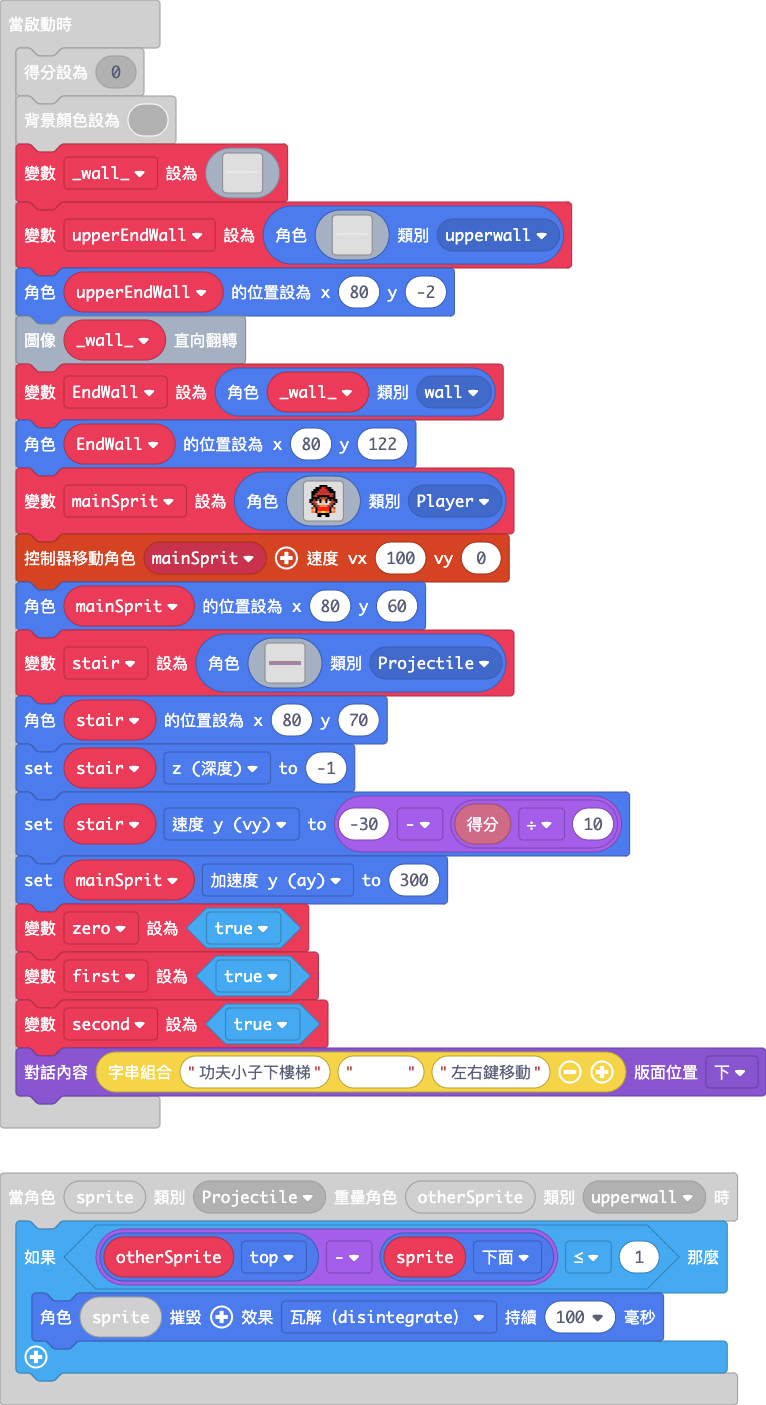 當啟動時
得分設為 0
背景顏色設為
變數 _wall_ 設為
變數 upperEndWall 設為 角色 類別 upperwall
角色 upperEndWall 的位置設為 x 80 y -2
圖像 _wall_ 直向翻轉
變數 EndWall 設為 角色 _wall_ 類別 wall
角色 EndWall 的位置設為 x 80 y 122
變數 mainSprit 設為 角色 類別 Player
控制器移動角色 mainSprit 速度 vx 100 vy 0
角色 mainSprit 的位置設為 x 80 y 60
變數 stair 設為 角色 類別 Projectile
角色 stair 的位置設為 x 80 y 70
set stair z (深度) to -1
set stair 速度 y (vy) to -30 - 得分 ÷ 10
set mainSprit 加速度 y (ay) to 300
變數 zero 設為 true
變數 first 設為 true
變數 second 設為 true
對話內容 字串組合 "功夫小子下樓梯" " " "左右鍵移動" 版面位置 下
當角色 sprite 類別 Projectile 重疊角色 otherSprite 類別 upperwall 時
如果 otherSprite top - sprite 下面 ≤ 1 那麼
角色 sprite 摧毀 效果 瓦解 (disintegrate) 持續 100 毫秒